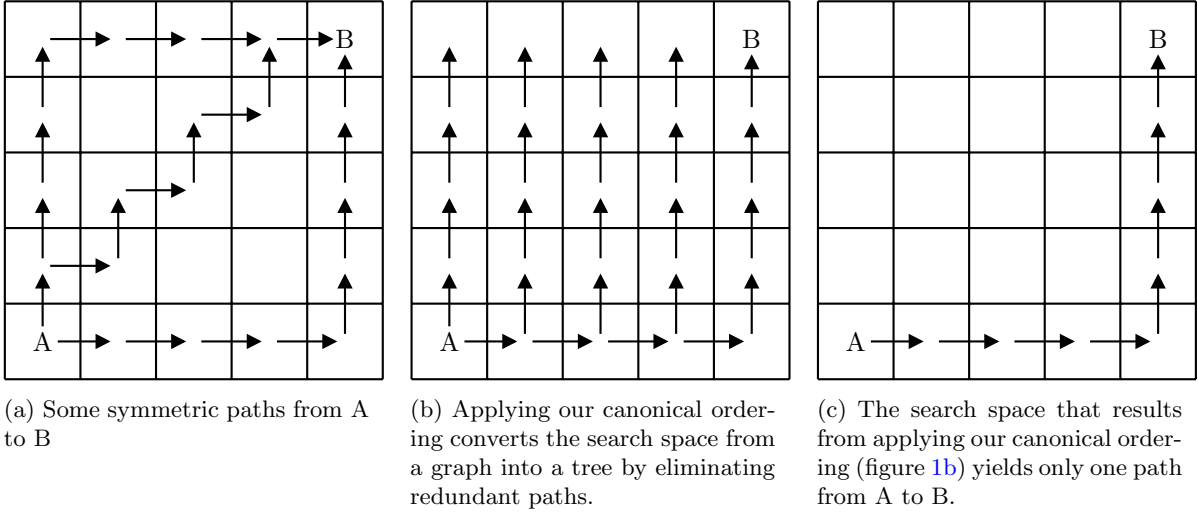 B
A
(a) Some symmetric paths from A
to B
B
A
(b) Applying our canonical order-
ing converts the search space from
a graph into a tree by eliminating
redundant paths.
B
A
(c) The search space that results
from applying our canonical order-
ing (figure 1b) yields only one path
from A to B.